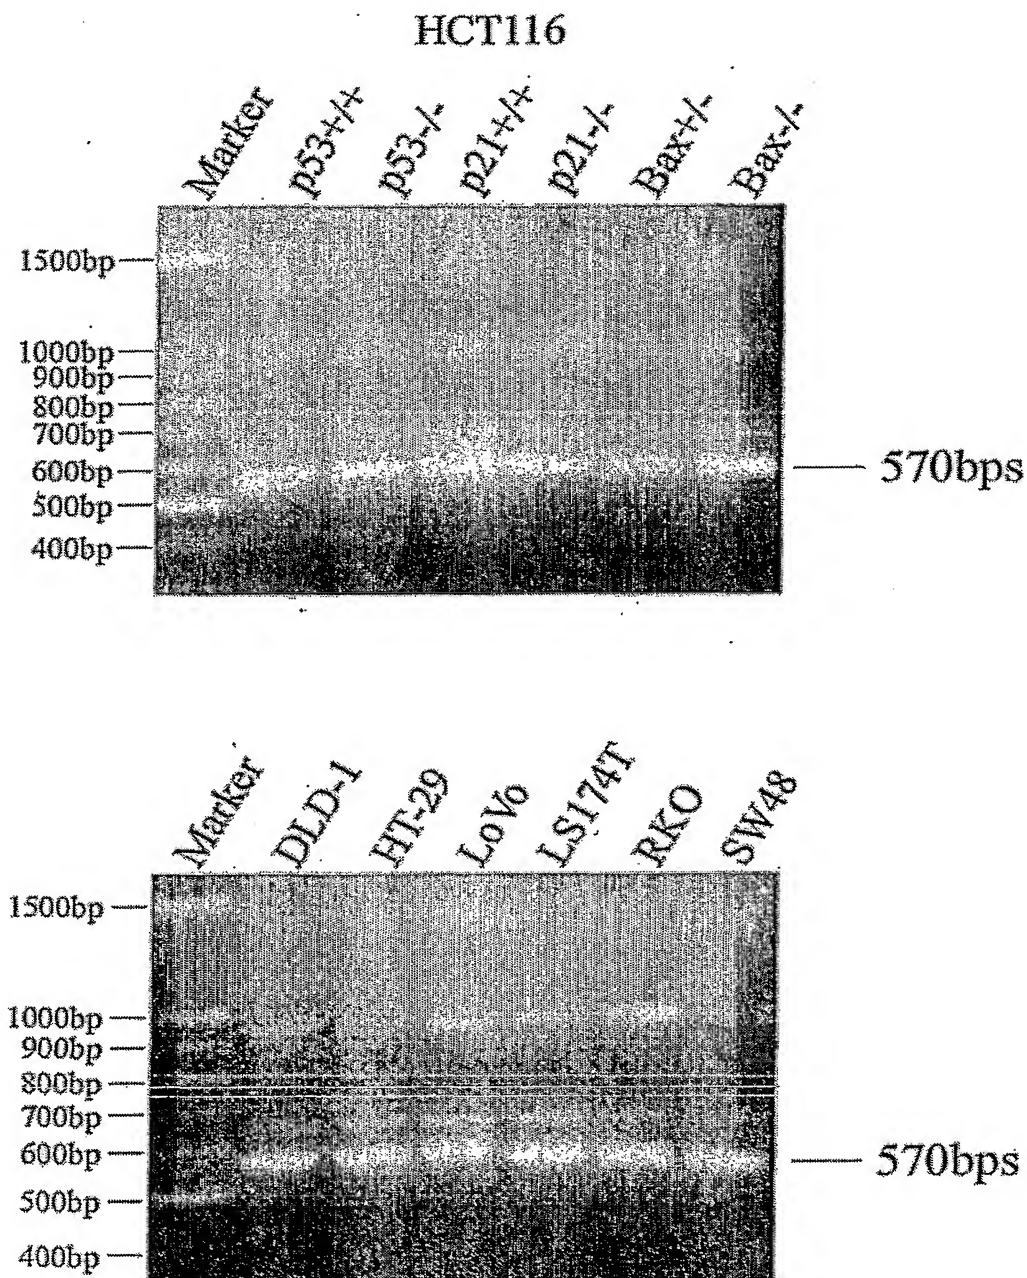 HCT116
Marker
p53+/+
p53-/-
p21+/+
p21-/-
Bax+/-
Bax-/-
1500bp
1000bp
900bp
800bp
700bp
600bp
500bp
400bp
570bps
Marker
DLD-1
HT-29
LoVo
LS174T
RKO
SW48
1500bp
1000bp
900bp
800bp
700bp
600bp
500bp
400bp
570bps